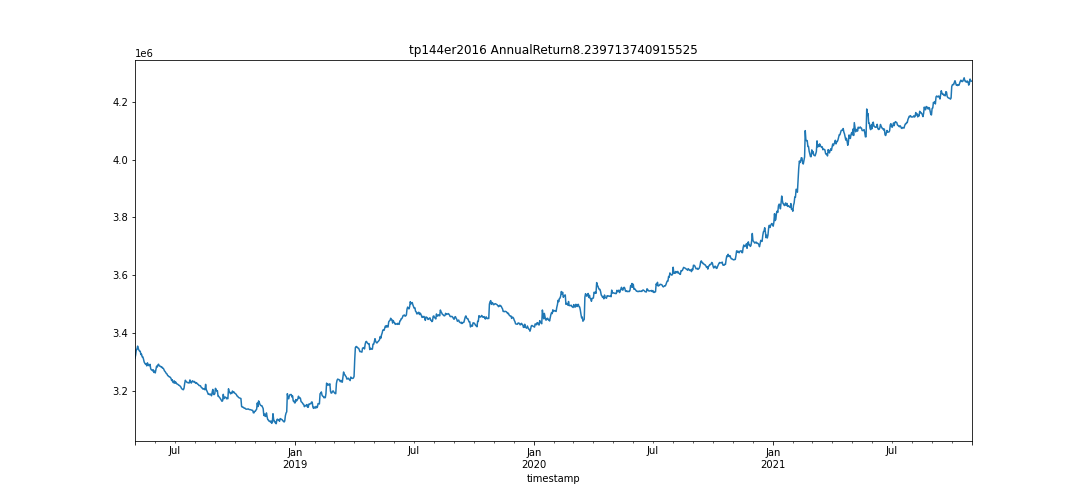 tp144er2016 AnnualReturn8.239713740915525
1e6
4.2
4.0
3.8
3.6
3.4
3.2
Jul Jan Jul Jan Jul Jan Jul
2019 2020 2021
timestamp